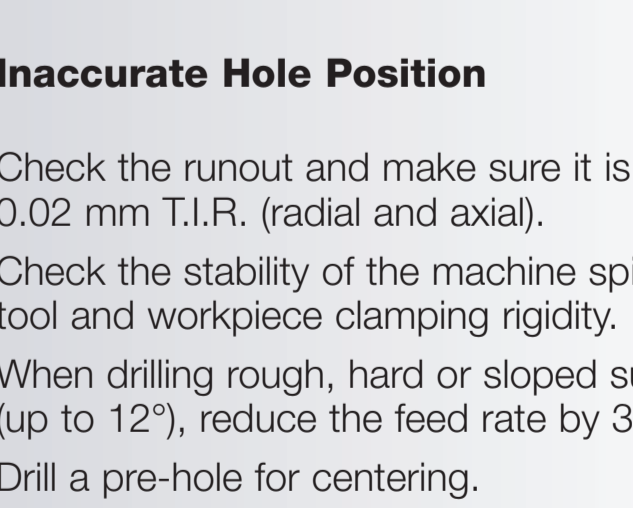 Inaccurate Hole Position
Check the runout and make sure it is
0.02 mm T.I.R. (radial and axial).
Check the stability of the machine
tool and workpiece clamping rigidity.
When drilling rough, hard or sloped
(up to 12°), reduce the feed rate by
Drill a pre-hole for centering.